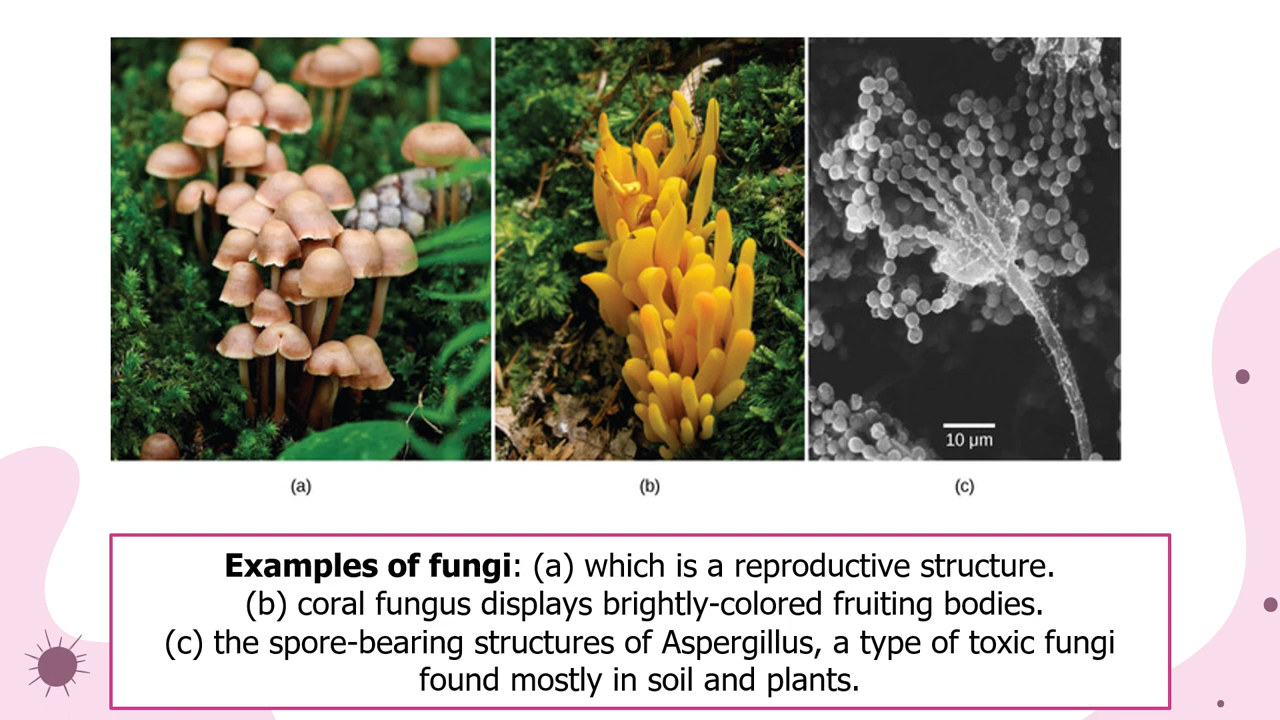 10 µm
(a)
(b)
(c)
Examples of fungi: (a) which is a reproductive structure.
(b) coral fungus displays brightly-colored fruiting bodies.
(c) the spore-bearing structures of Aspergillus, a type of toxic fungi
found mostly in soil and plants.